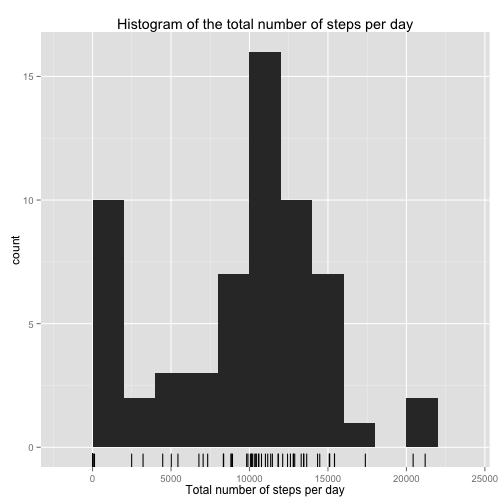 Histogram of the total number of steps per day
15
10
5
0
count
0 5000 10000 15000 20000 25000
Total number of steps per day